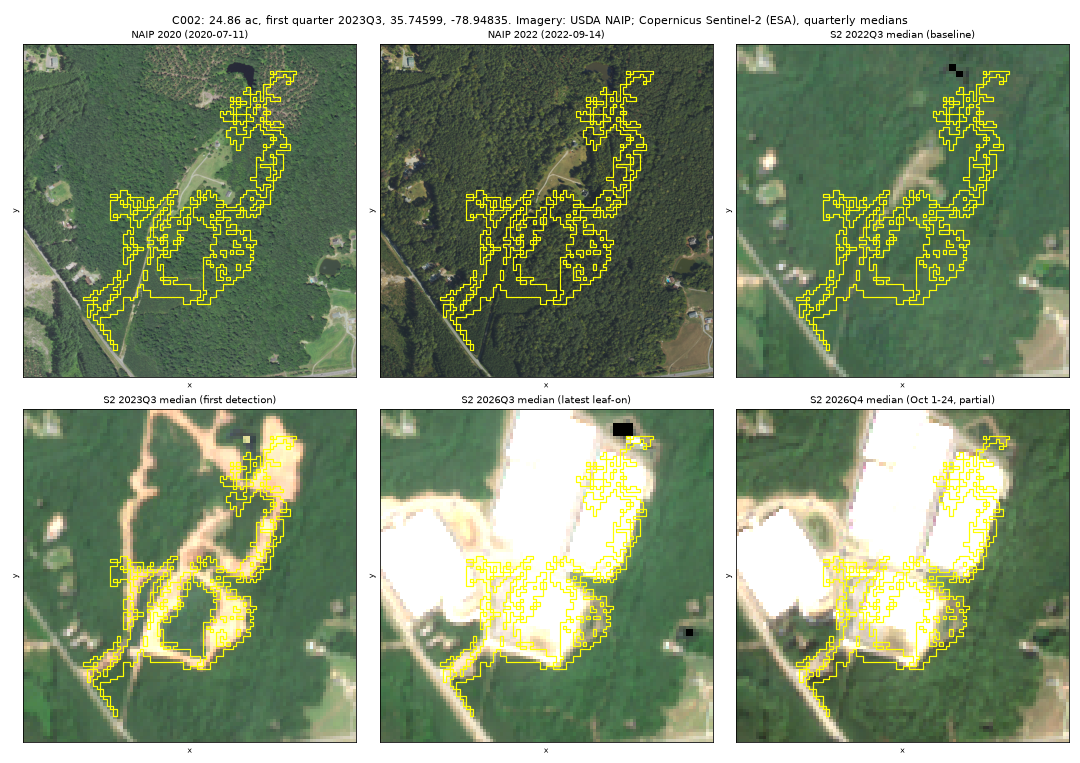 C002: 24.86 ac, first quarter 2023Q3, 35.74599, -78.94835. Imagery: USDA NAIP; Copernicus Sentinel-2 (ESA), quarterly medians
NAIP 2020 (2020-07-11)
NAIP 2022 (2022-09-14)
S2 2022Q3 median (baseline)
y
x
y
x
y
x
S2 2023Q3 median (first detection)
S2 2026Q3 median (latest leaf-on)
S2 2026Q4 median (Oct 1-24, partial)
y
x
y
x
y
x